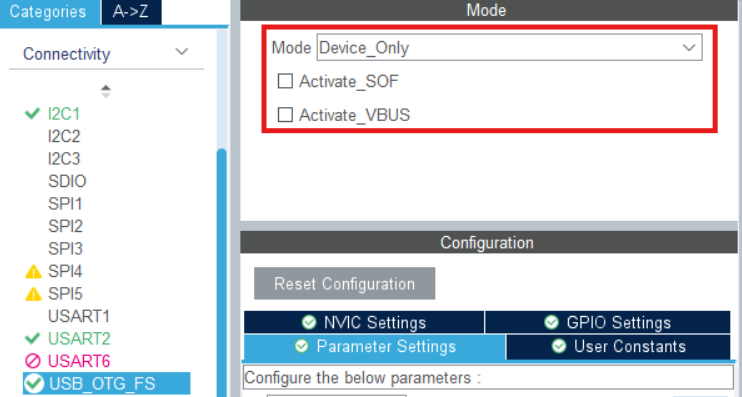 Categories A->Z
Connectivity
I2C1
I2C2
I2C3
SDIO
SPI1
SPI2
SPI3
SPI4
SPI5
USART1
USART2
USART6
USB_OTG_FS
Mode
Mode Device_Only
Activate_SOF
Activate_VBUS
Configuration
Reset Configuration
NVIC Settings GPIO Settings
Parameter Settings User Constants
Configure the below parameters :